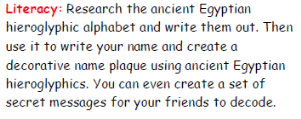 Literacy: Research the ancient Egyptian
hieroglyphic alphabet and write them out. Then
use it to write your name and create a
decorative name plaque using ancient Egyptian
hieroglyphics. You can even create a set of
secret messages for your friends to decode.